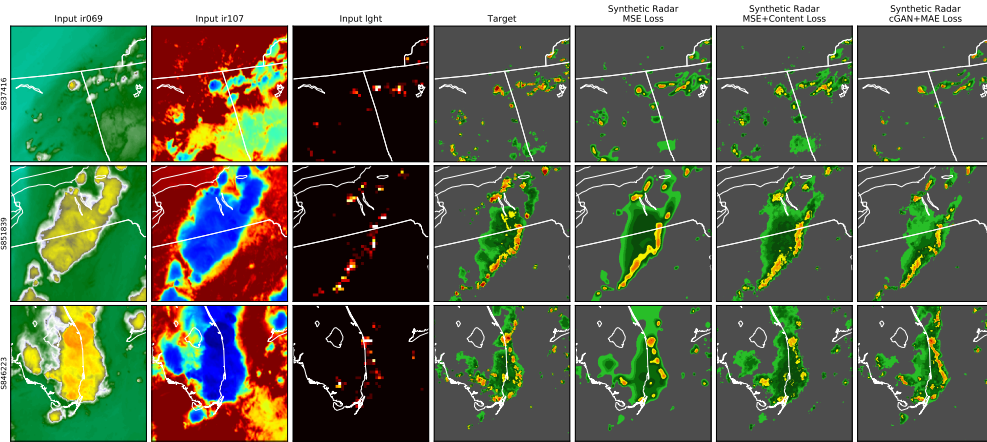 Input ir069
Input ir107
Input lght
Target
Synthetic Radar
MSE Loss
Synthetic Radar
MSE+Content Loss
Synthetic Radar
cGAN+MAE Loss
S837416
S851839
S846223